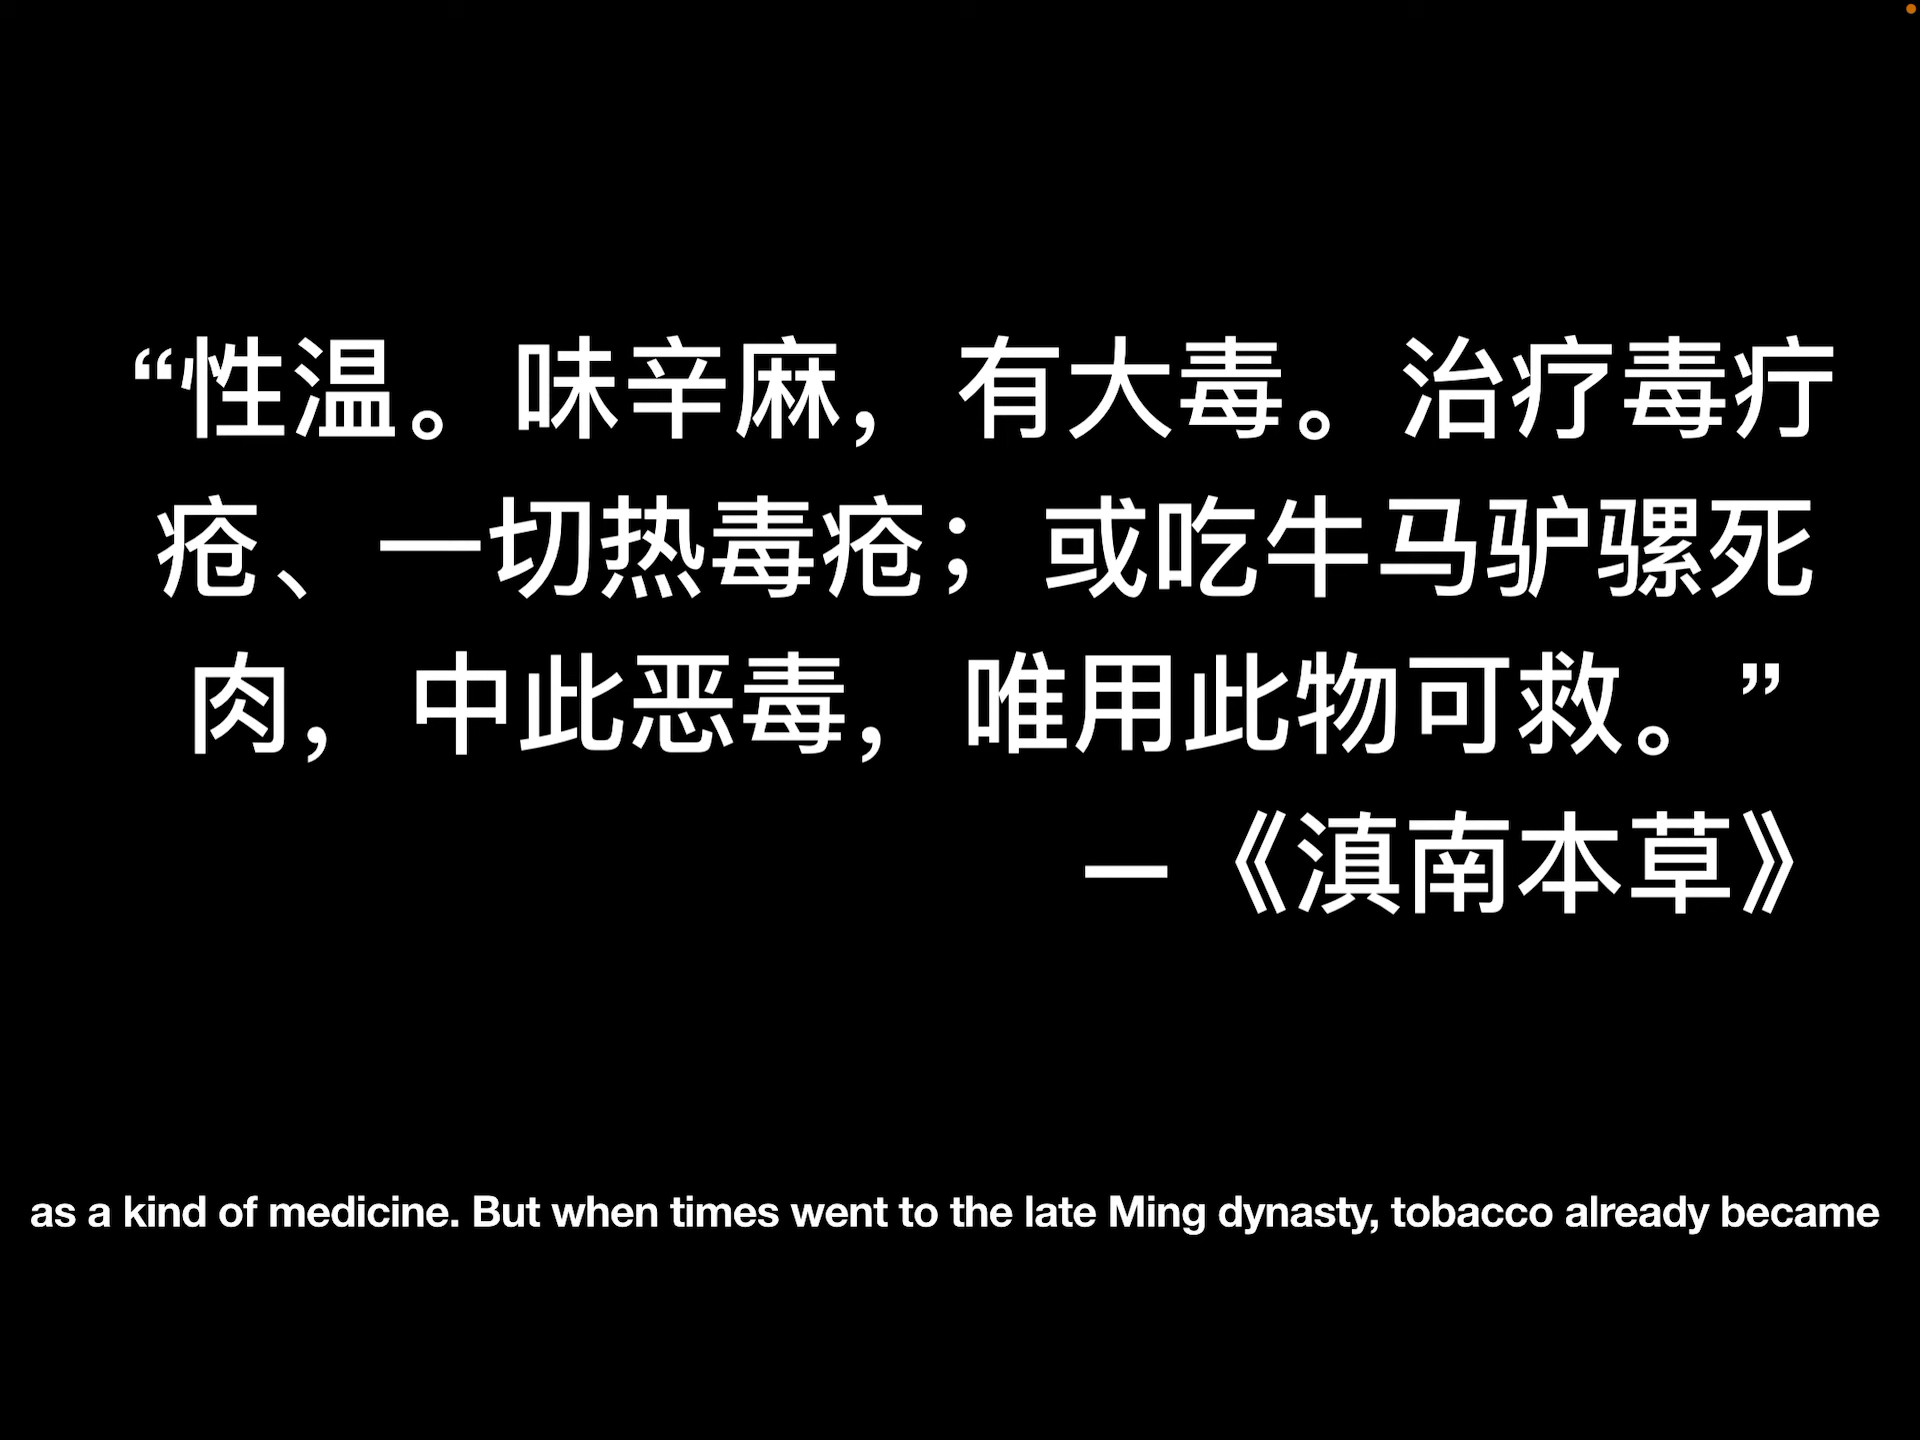 “性温。味辛麻，有大毒。治疗毒疔
疮、一切热毒疮；或吃牛马驴骡死
肉，中此恶毒，唯用此物可救。”
—《滇南本草》
as a kind of medicine. But when times went to the late Ming dynasty, tobacco already became